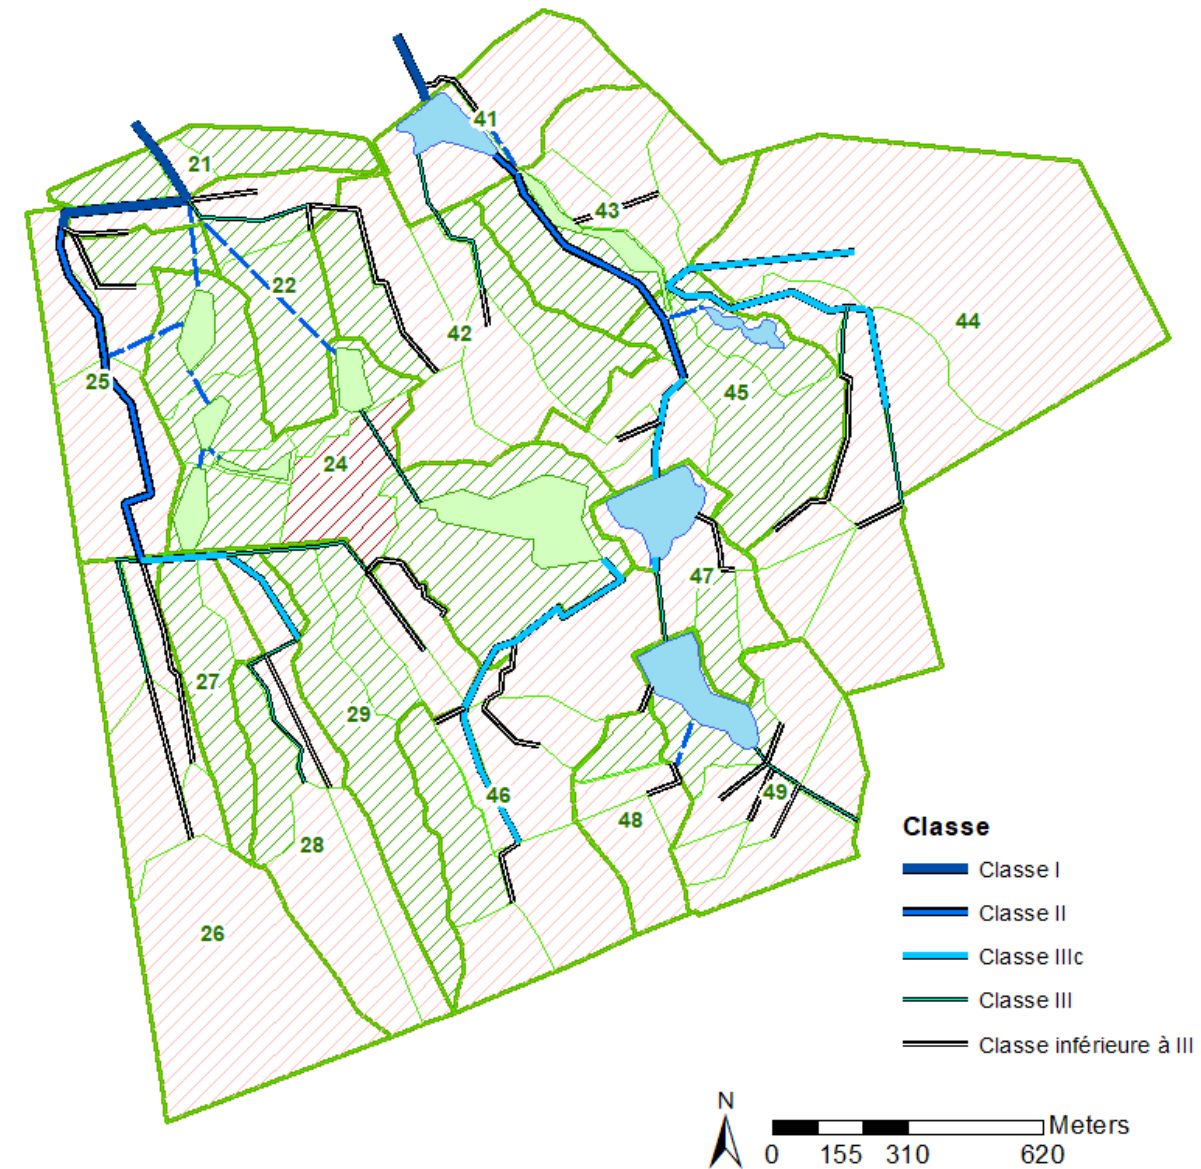 41
21
43
22
42
44
25
45
24
47
27
29
46
49
48
28
26
Classe
Classe I
Classe II
Classe IIIc
Classe III
Classe inférieure à III
N
Meters
0 155 310 620